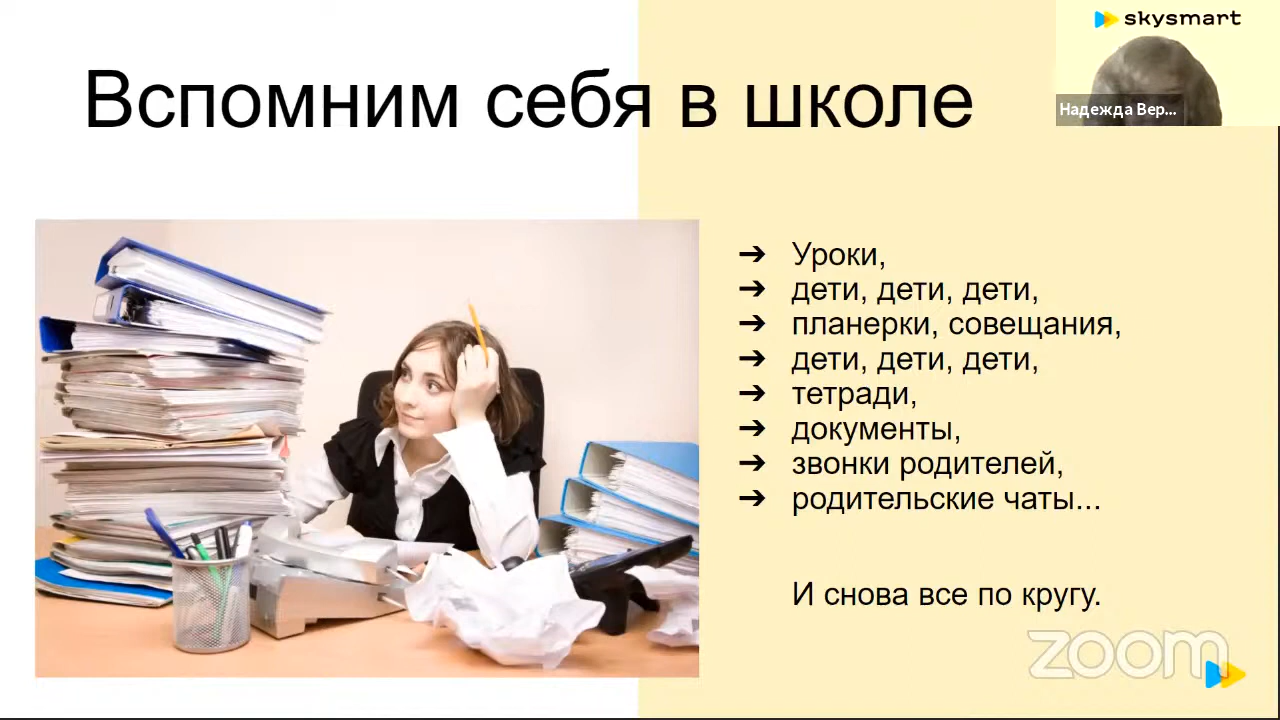 skysmart
Вспомним себя в школе
Надежда Вер...
➔ Уроки,
➔ дети, дети, дети,
➔ планерки, совещания,
➔ дети, дети, дети,
➔ тетради,
➔ документы,
➔ звонки родителей,
➔ родительские чаты...
И снова все по кругу.
zoom